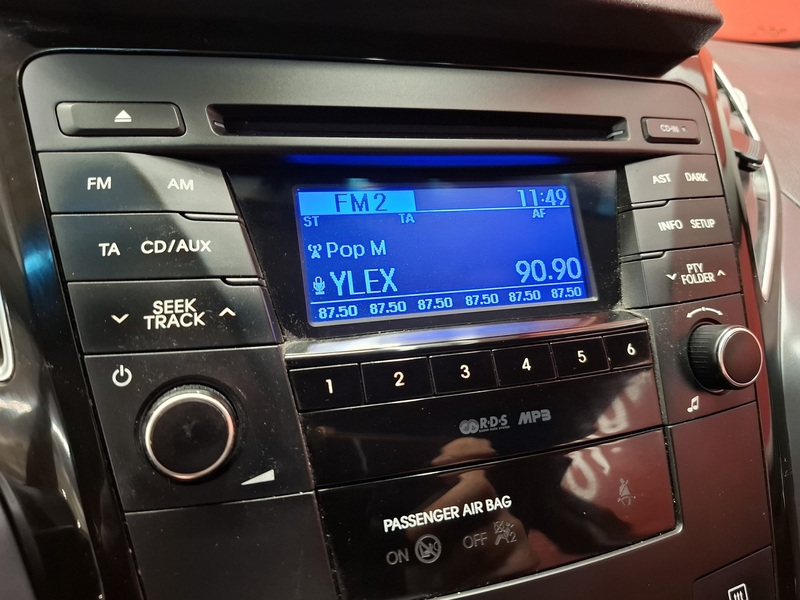 CD-IN
FM AM
AST DARK
FM2 11:49
ST TA AF
TA CD/AUX
INFO SETUP
Pop M
YLEX 90.90
PTY
FOLDER
SEEK
TRACK
87.50 87.50 87.50 87.50 87.50 87.50
1 2 3 4 5 6
R·D·S MP3
PASSENGER AIR BAG
ON OFF 2